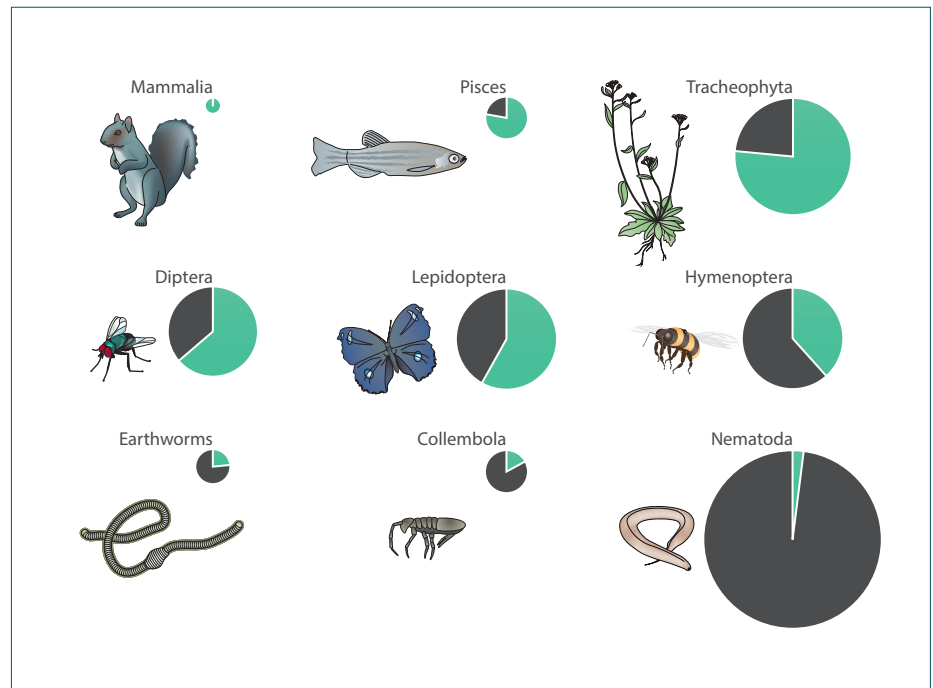 Mammalia
Pisces
Tracheophyta
Diptera
Lepidoptera
Hymenoptera
Earthworms
Collembola
Nematoda